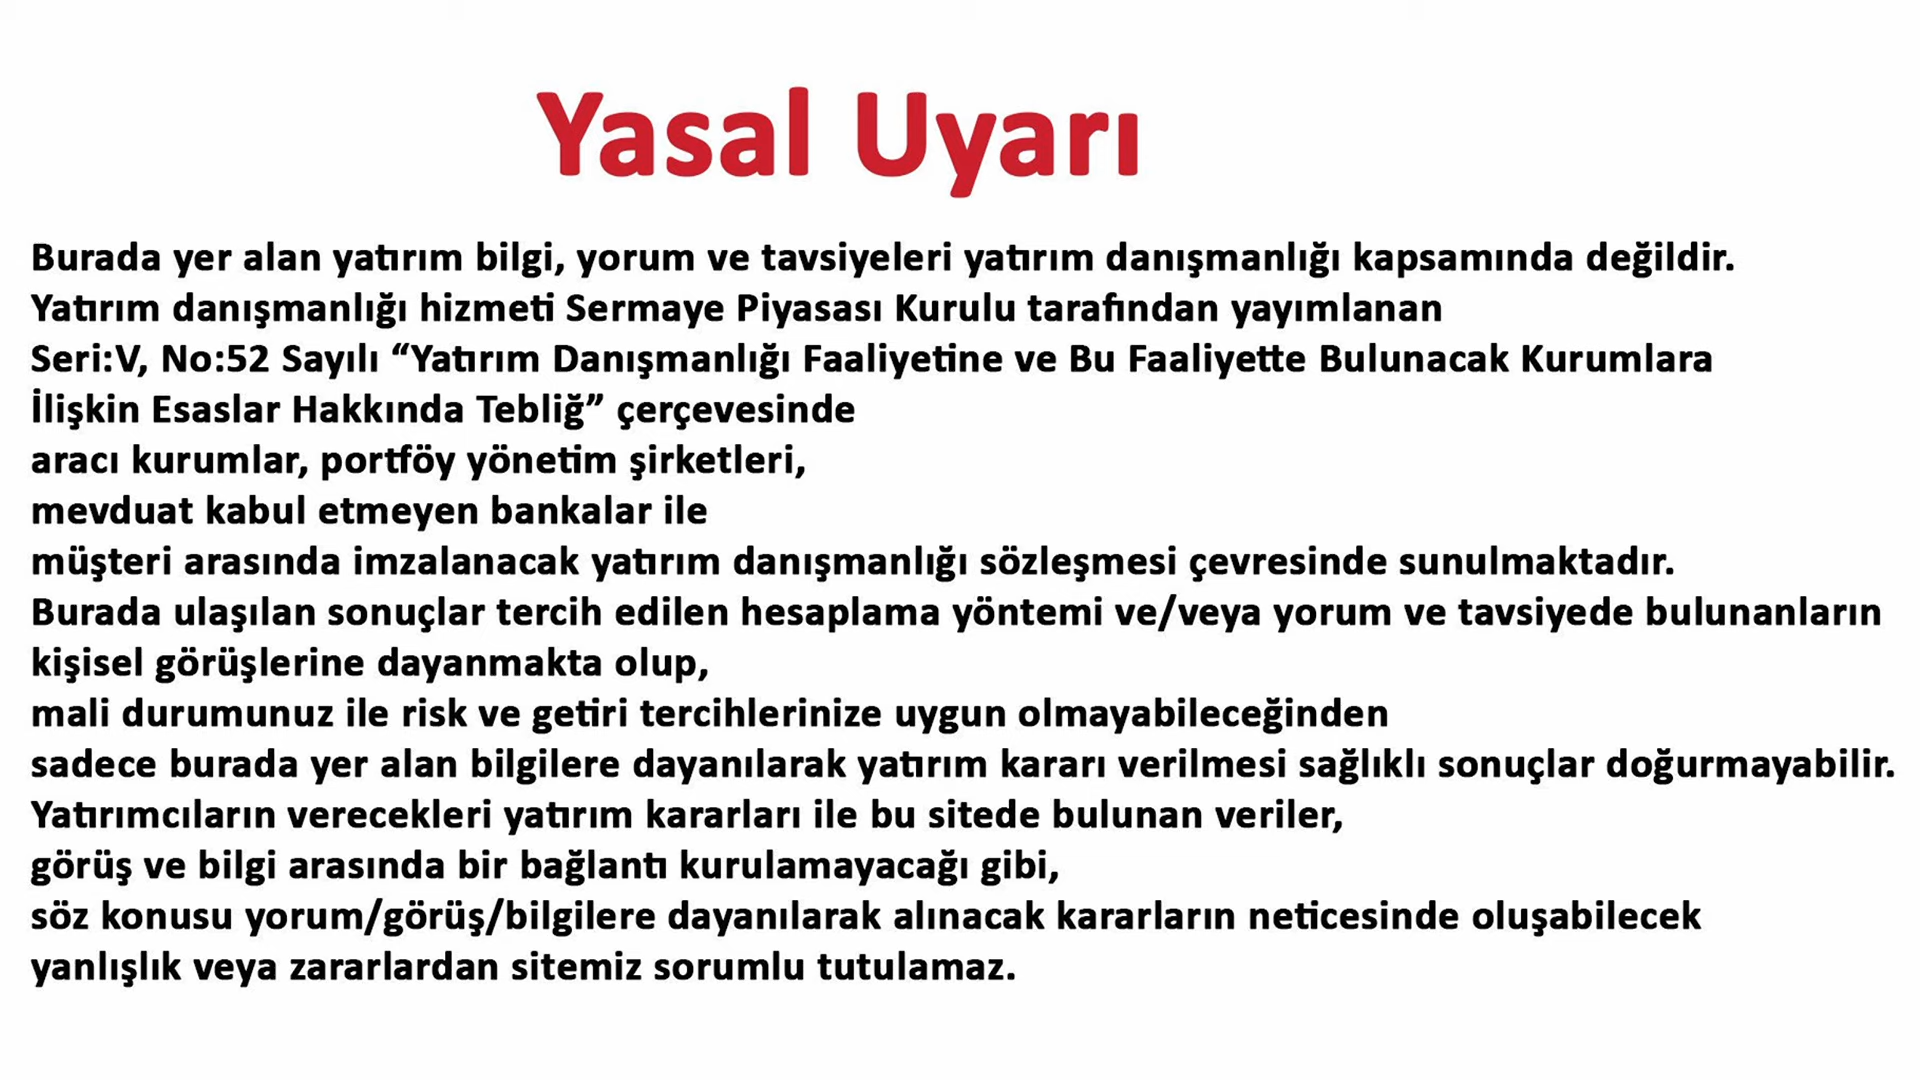 Yasal Uyarı
Burada yer alan yatırım bilgi, yorum ve tavsiyeleri yatırım danışmanlığı kapsamında değildir.
Yatırım danışmanlığı hizmeti Sermaye Piyasası Kurulu tarafından yayımlanan
Seri:V, No:52 Sayılı “Yatırım Danışmanlığı Faaliyetine ve Bu Faaliyette Bulunacak Kurumlara
İlişkin Esaslar Hakkında Tebliğ” çerçevesinde
aracı kurumlar, portföy yönetim şirketleri,
mevduat kabul etmeyen bankalar ile
müşteri arasında imzalanacak yatırım danışmanlığı sözleşmesi çevresinde sunulmaktadır.
Burada ulaşılan sonuçlar tercih edilen hesaplama yöntemi ve/veya yorum ve tavsiyede bulunanların
kişisel görüşlerine dayanmakta olup,
mali durumunuz ile risk ve getiri tercihlerinize uygun olmayabileceğinden
sadece burada yer alan bilgilere dayanılarak yatırım kararı verilmesi sağlıklı sonuçlar doğurmayabilir.
Yatırımcıların verecekleri yatırım kararları ile bu sitede bulunan veriler,
görüş ve bilgi arasında bir bağlantı kurulamayacağı gibi,
söz konusu yorum/görüş/bilgilere dayanılarak alınacak kararların neticesinde oluşabilecek
yanlışlık veya zararlardan sitemiz sorumlu tutulamaz.